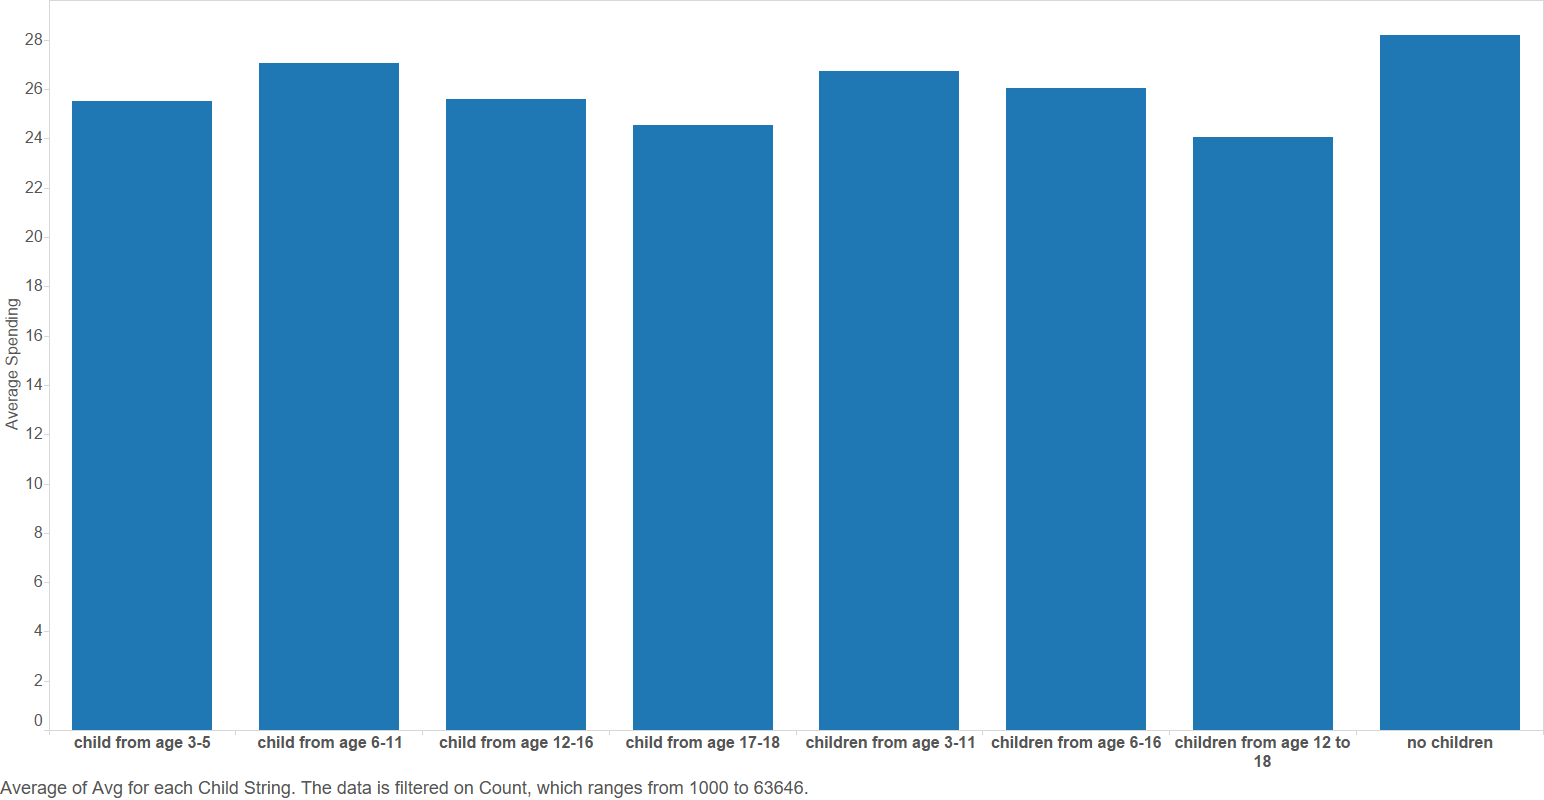 Average Spending
28
26
24
22
20
18
16
14
12
10
8
6
4
2
0
child from age 3-5
child from age 6-11
child from age 12-16
child from age 17-18
children from age 3-11
children from age 6-16
children from age 12 to
18
no children
Average of Avg for each Child String. The data is filtered on Count, which ranges from 1000 to 63646.